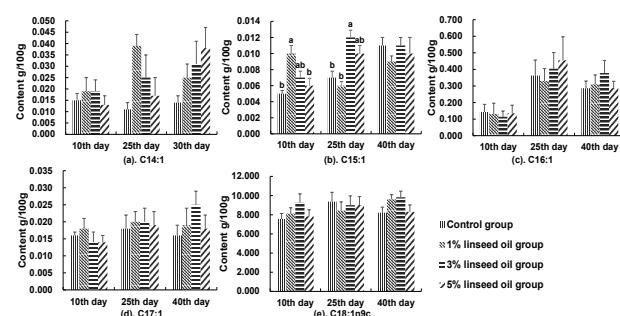 Content g/100g
0.050
0.045
0.040
0.035
0.030
0.025
0.020
0.015
0.010
0.005
0.000
10th day 25th day 30th day
(a). C14:1
Content g/100g
0.014
0.012
0.010
0.008
0.006
0.004
0.002
0.000
b a ab b
b b a ab
10th day 25th day 40th day
(b). C15:1
Content g/100g
0.700
0.600
0.500
0.400
0.300
0.200
0.100
0.000
10th day 25th day 40th day
(c). C16:1
Content g/100g
0.035
0.030
0.025
0.020
0.015
0.010
0.005
0.000
10th day 25th day 40th day
(d). C17:1
Content g/100g
12.000
10.000
8.000
6.000
4.000
2.000
0.000
10th day 25th day 40th day
(e). C18:1n9c
Control group
1% linseed oil group
3% linseed oil group
5% linseed oil group